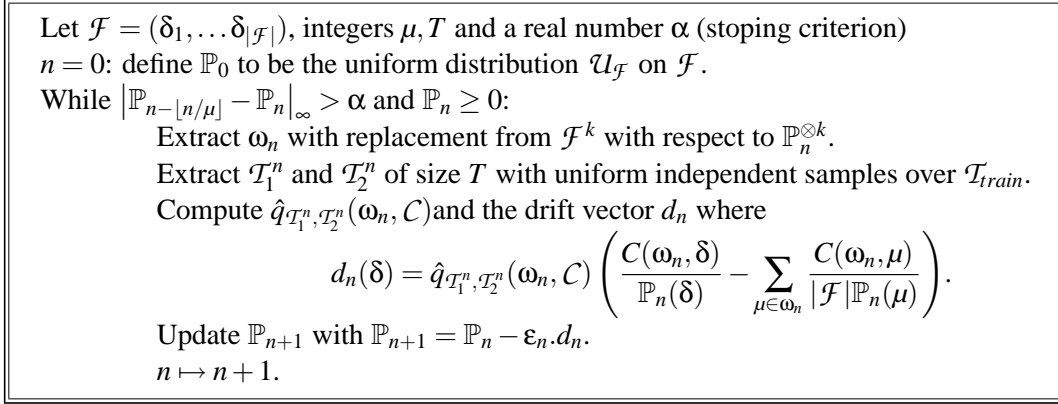 Let ℱ = (δ₁,…δ_{|ℱ|}), integers μ, T and a real number α (stoping criterion)
n = 0: define ℙ₀ to be the uniform distribution 𝒰_ℱ on ℱ.
While |ℙ_{n−⌊n/μ⌋} − ℙ_n|_∞ > α and ℙ_n ≥ 0:
Extract ω_n with replacement from ℱ^k with respect to ℙ_n^{⊗k}.
Extract 𝒯₁ⁿ and 𝒯₂ⁿ of size T with uniform independent samples over 𝒯_{train}.
Compute q̂_{𝒯₁ⁿ,𝒯₂ⁿ}(ω_n, 𝒞)and the drift vector d_n where
d_n(δ) = q̂_{𝒯₁ⁿ,𝒯₂ⁿ}(ω_n, 𝒞) ( C(ω_n, δ)/ℙ_n(δ) − ∑_{μ∈ω_n} C(ω_n, μ)/(|ℱ|ℙ_n(μ)) ).
Update ℙ_{n+1} with ℙ_{n+1} = ℙ_n − ε_n.d_n.
n ↦ n + 1.